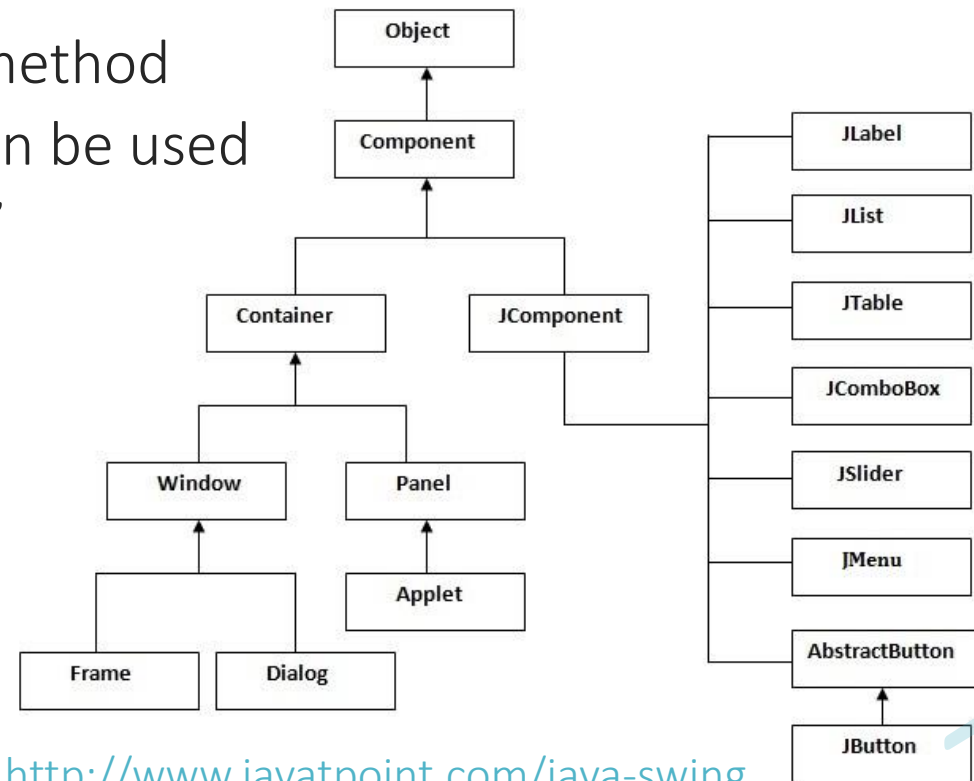 nethod
n be used
Object
Component
Container
JComponent
Window
Panel
Applet
Frame
Dialog
JLabel
JList
JTable
JComboBox
JSlider
JMenu
AbstractButton
JButton
http://www.javatpoint.com/java-swing